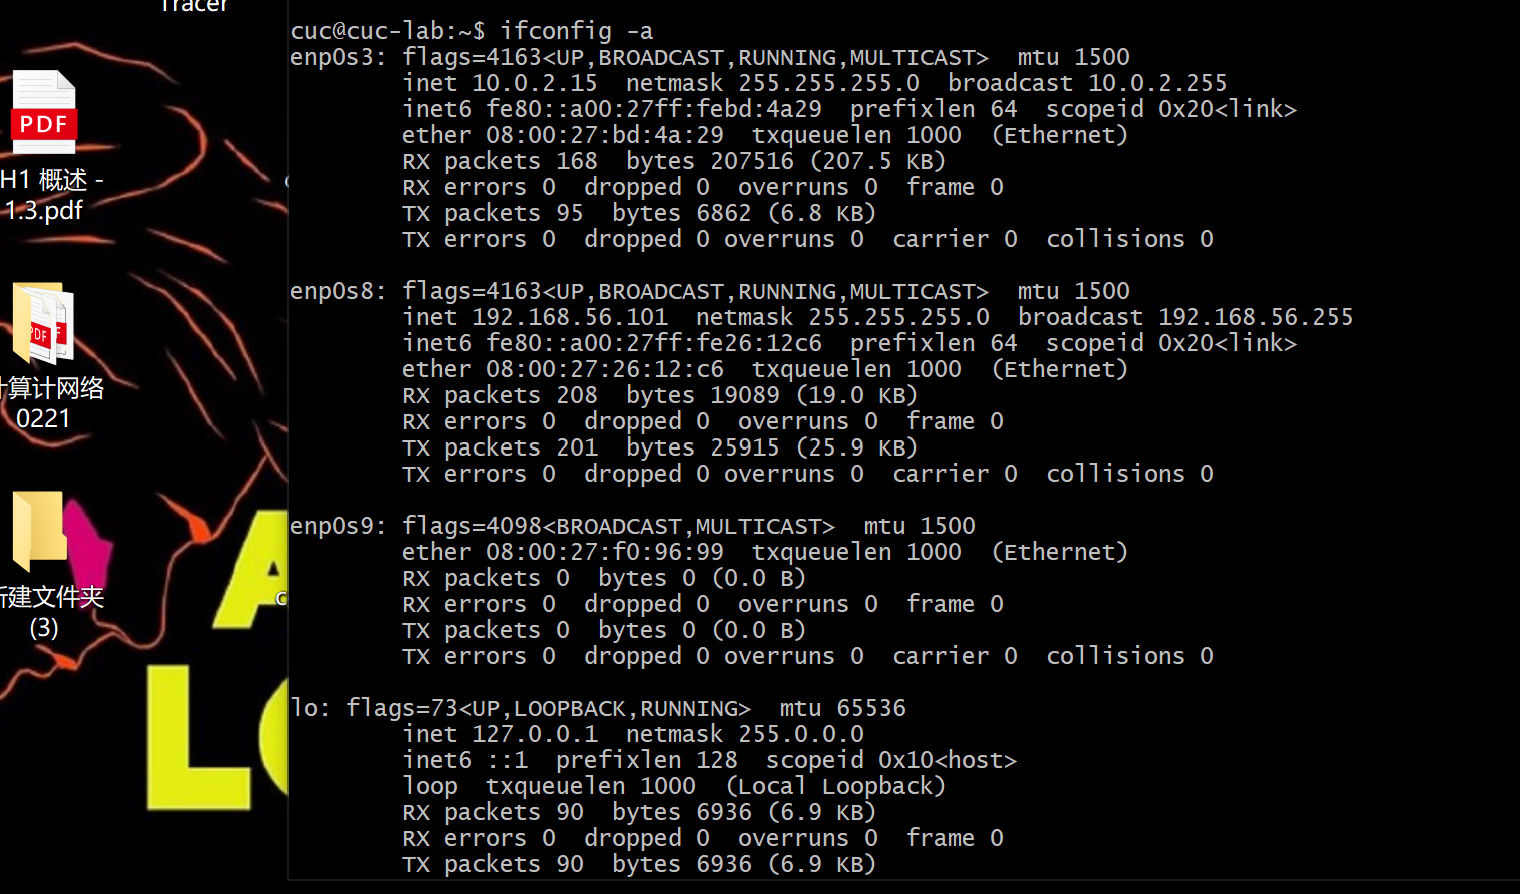 Tracer
PDF
H1 概述 -
1.3.pdf
PDF
算计网络
0221
建文件夹
(3)
A
LO
cuc@cuc-lab:~$ ifconfig -a
enp0s3: flags=4163<UP,BROADCAST,RUNNING,MULTICAST>  mtu 1500
inet 10.0.2.15  netmask 255.255.255.0  broadcast 10.0.2.255
inet6 fe80::a00:27ff:febd:4a29  prefixlen 64  scopeid 0x20<link>
ether 08:00:27:bd:4a:29  txqueuelen 1000  (Ethernet)
RX packets 168  bytes 207516 (207.5 KB)
RX errors 0  dropped 0  overruns 0  frame 0
TX packets 95  bytes 6862 (6.8 KB)
TX errors 0  dropped 0 overruns 0  carrier 0  collisions 0
enp0s8: flags=4163<UP,BROADCAST,RUNNING,MULTICAST>  mtu 1500
inet 192.168.56.101  netmask 255.255.255.0  broadcast 192.168.56.255
inet6 fe80::a00:27ff:fe26:12c6  prefixlen 64  scopeid 0x20<link>
ether 08:00:27:26:12:c6  txqueuelen 1000  (Ethernet)
RX packets 208  bytes 19089 (19.0 KB)
RX errors 0  dropped 0  overruns 0  frame 0
TX packets 201  bytes 25915 (25.9 KB)
TX errors 0  dropped 0 overruns 0  carrier 0  collisions 0
enp0s9: flags=4098<BROADCAST,MULTICAST>  mtu 1500
ether 08:00:27:f0:96:99  txqueuelen 1000  (Ethernet)
RX packets 0  bytes 0 (0.0 B)
RX errors 0  dropped 0  overruns 0  frame 0
TX packets 0  bytes 0 (0.0 B)
TX errors 0  dropped 0 overruns 0  carrier 0  collisions 0
lo: flags=73<UP,LOOPBACK,RUNNING>  mtu 65536
inet 127.0.0.1  netmask 255.0.0.0
inet6 ::1  prefixlen 128  scopeid 0x10<host>
loop  txqueuelen 1000  (Local Loopback)
RX packets 90  bytes 6936 (6.9 KB)
RX errors 0  dropped 0  overruns 0  frame 0
TX packets 90  bytes 6936 (6.9 KB)